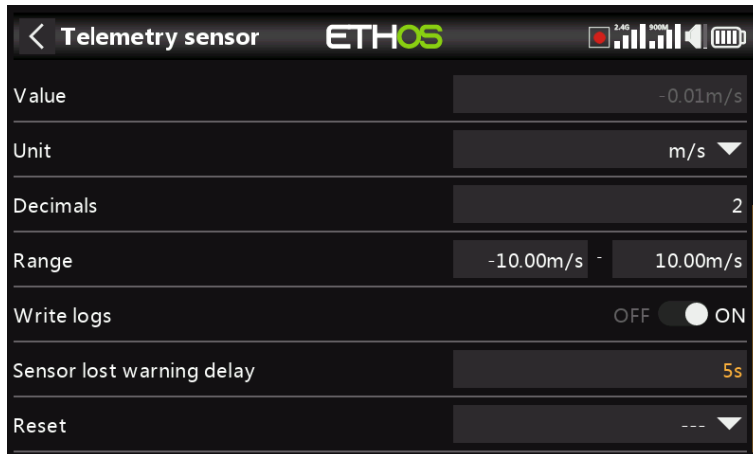 Telemetry sensor ETHOS 2.4G 900M
Value -0.01m/s
Unit m/s
Decimals 2
Range -10.00m/s - 10.00m/s
Write logs OFF ON
Sensor lost warning delay 5s
Reset ---